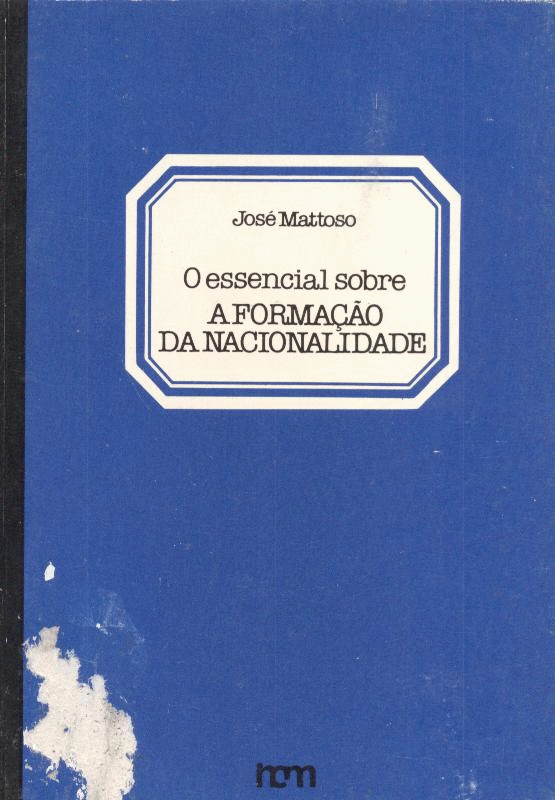 José Mattoso
O essencial sobre
A FORMAÇÃO
DA NACIONALIDADE
incm